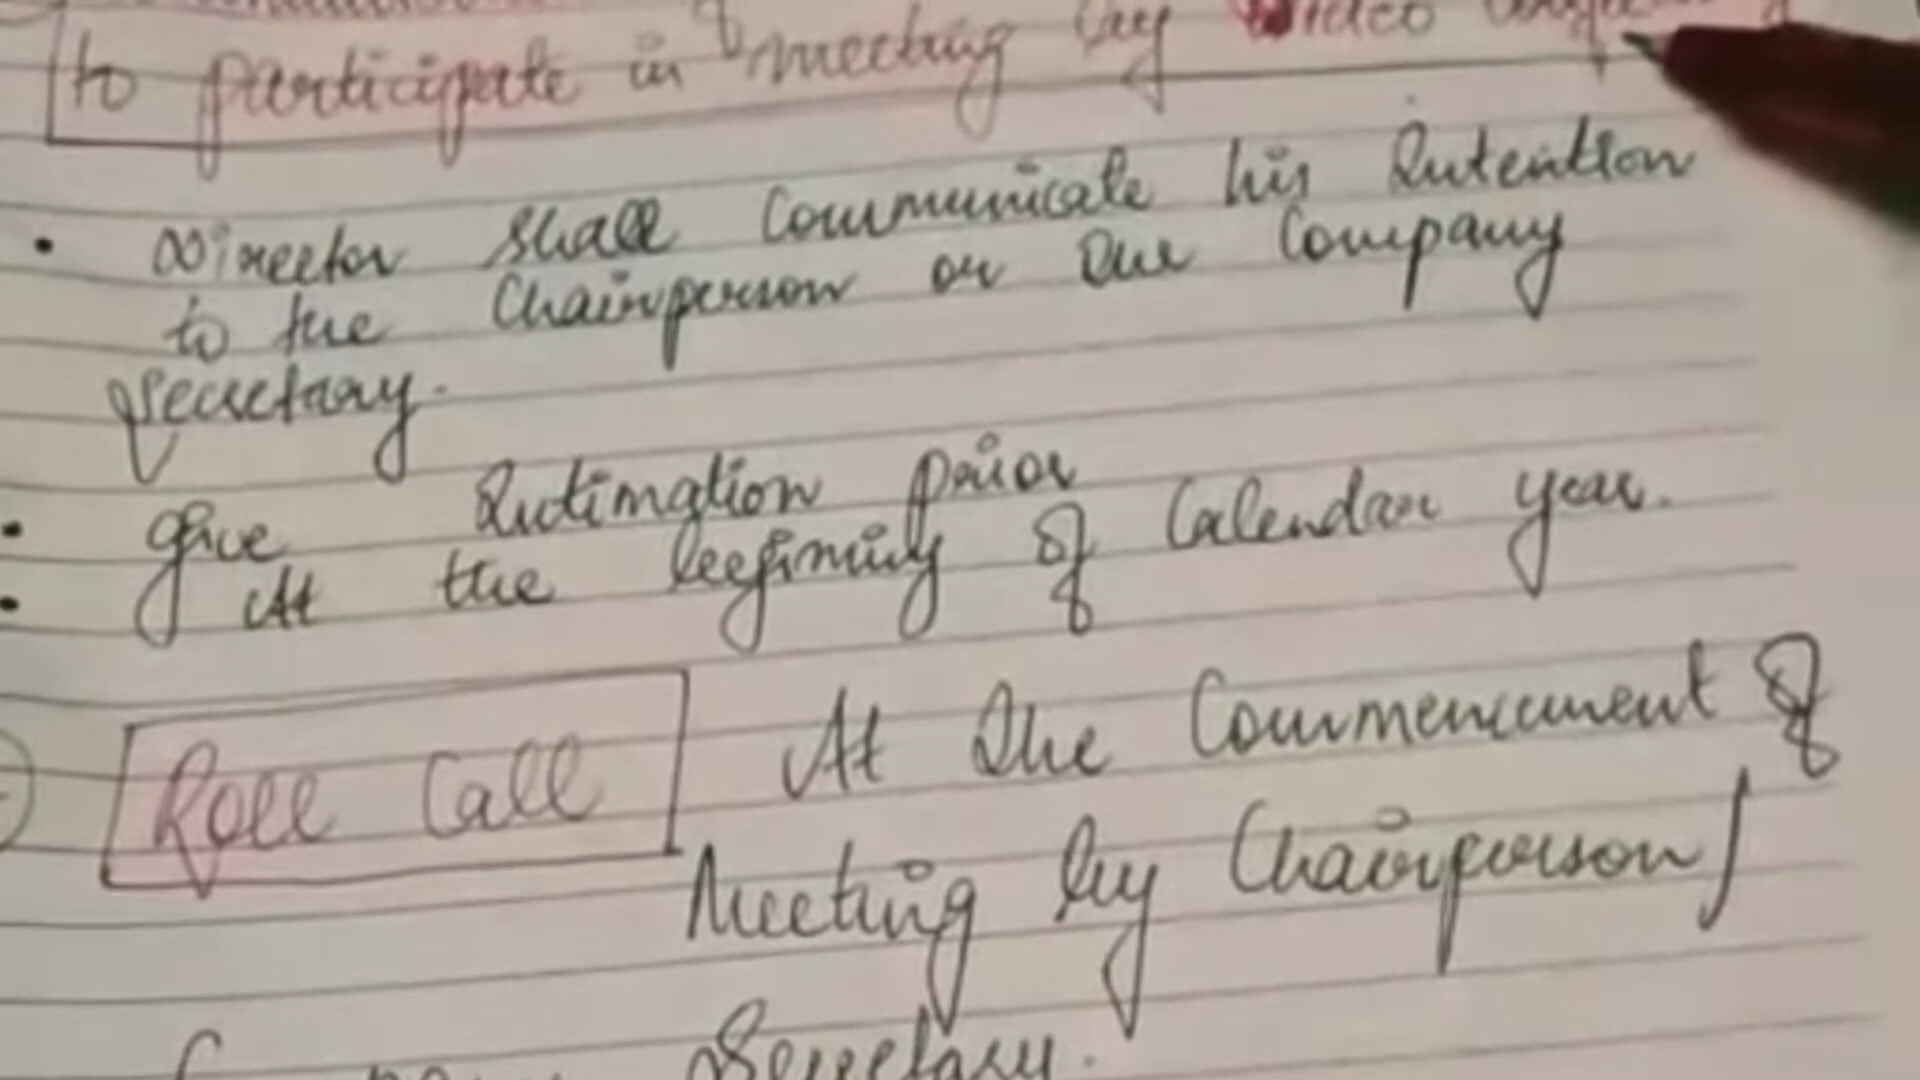 to participate in meeting by Video
• Director shall Communicate his Intention
to the Chairperson or the Company
Secretary.
• give Intimation prior
• At the begining of Calendar year.
Roll Call At the Commencement of
Meeting by Chairperson/
Secretary.